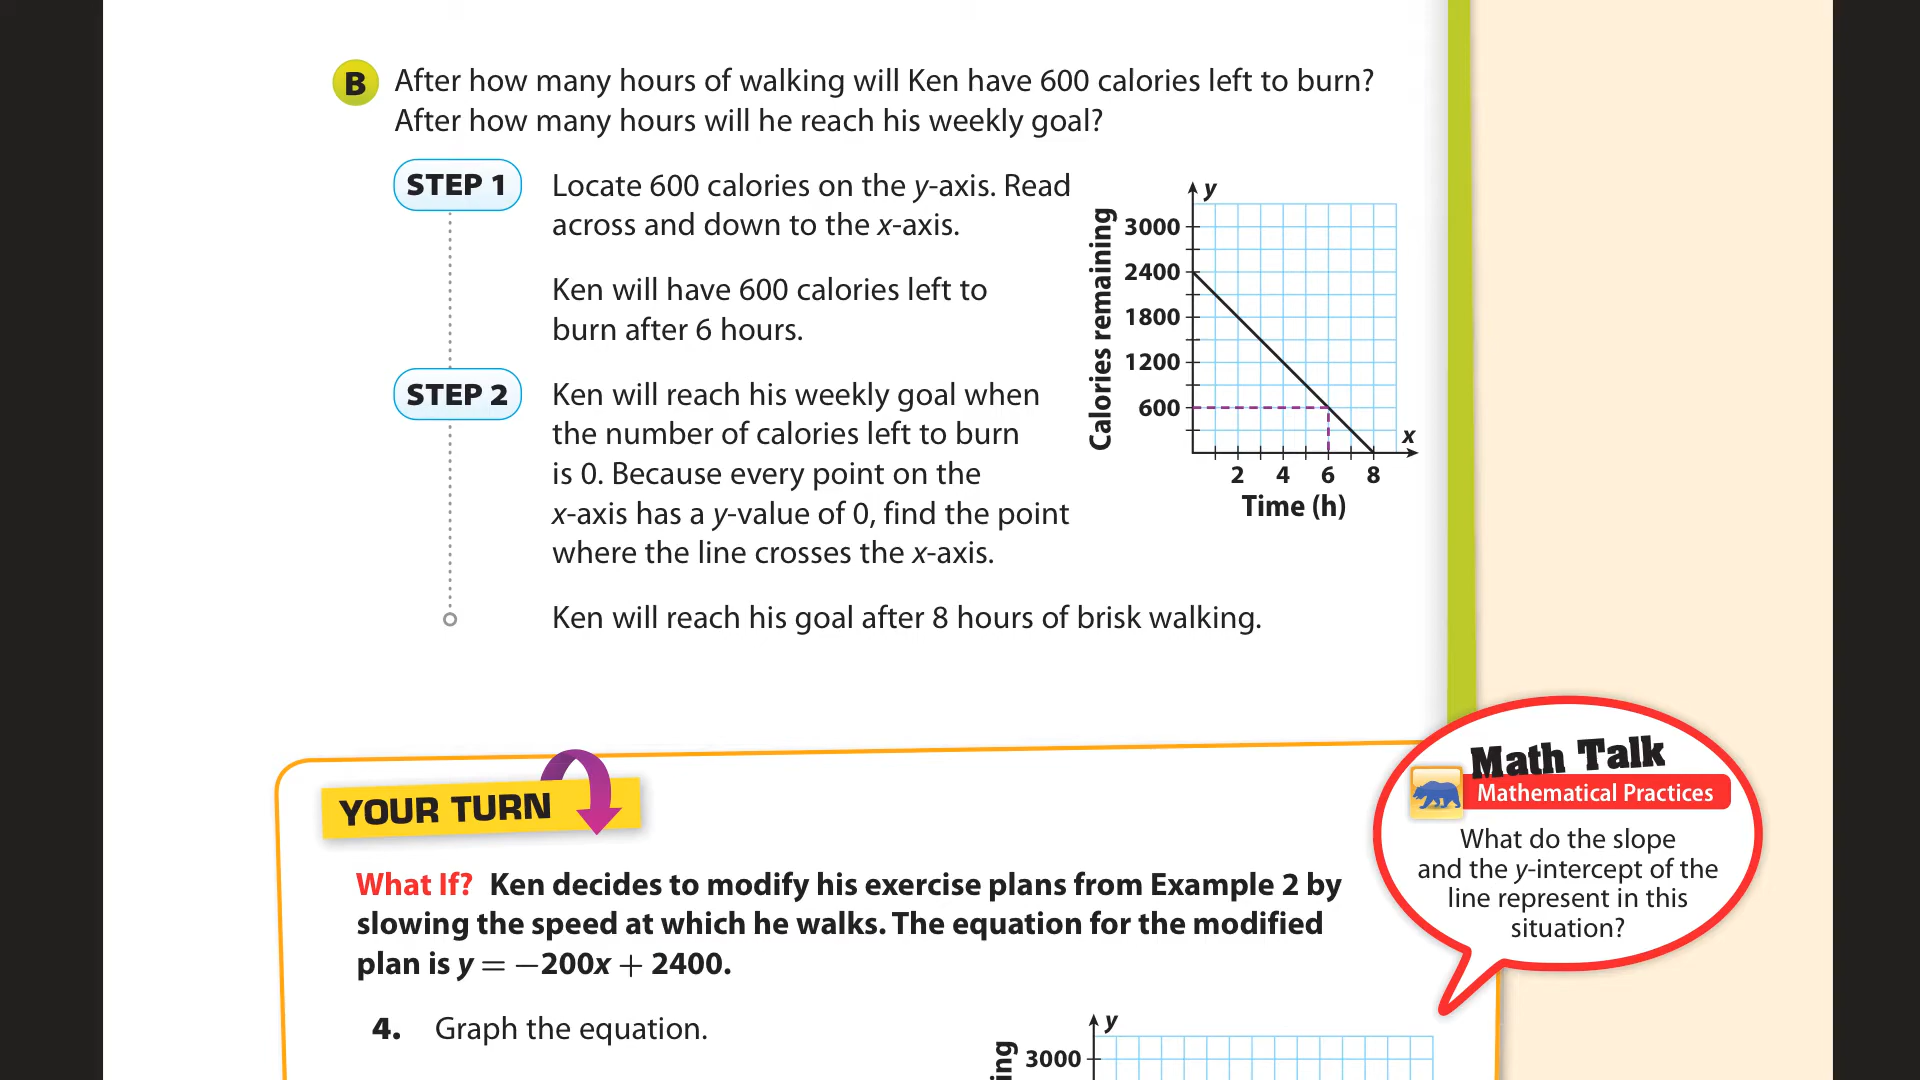 B After how many hours of walking will Ken have 600 calories left to burn?
After how many hours will he reach his weekly goal?
STEP 1 Locate 600 calories on the y-axis. Read
across and down to the x-axis.
Ken will have 600 calories left to
burn after 6 hours.
STEP 2 Ken will reach his weekly goal when
the number of calories left to burn
is 0. Because every point on the
x-axis has a y-value of 0, find the point
where the line crosses the x-axis.
Ken will reach his goal after 8 hours of brisk walking.
y
Calories remaining
3000
2400
1800
1200
600
x
2 4 6 8
Time (h)
YOUR TURN
What If? Ken decides to modify his exercise plans from Example 2 by
slowing the speed at which he walks. The equation for the modified
plan is y = −200x + 2400.
4. Graph the equation.
y
3000
ing
Math Talk
Mathematical Practices
What do the slope
and the y-intercept of the
line represent in this
situation?